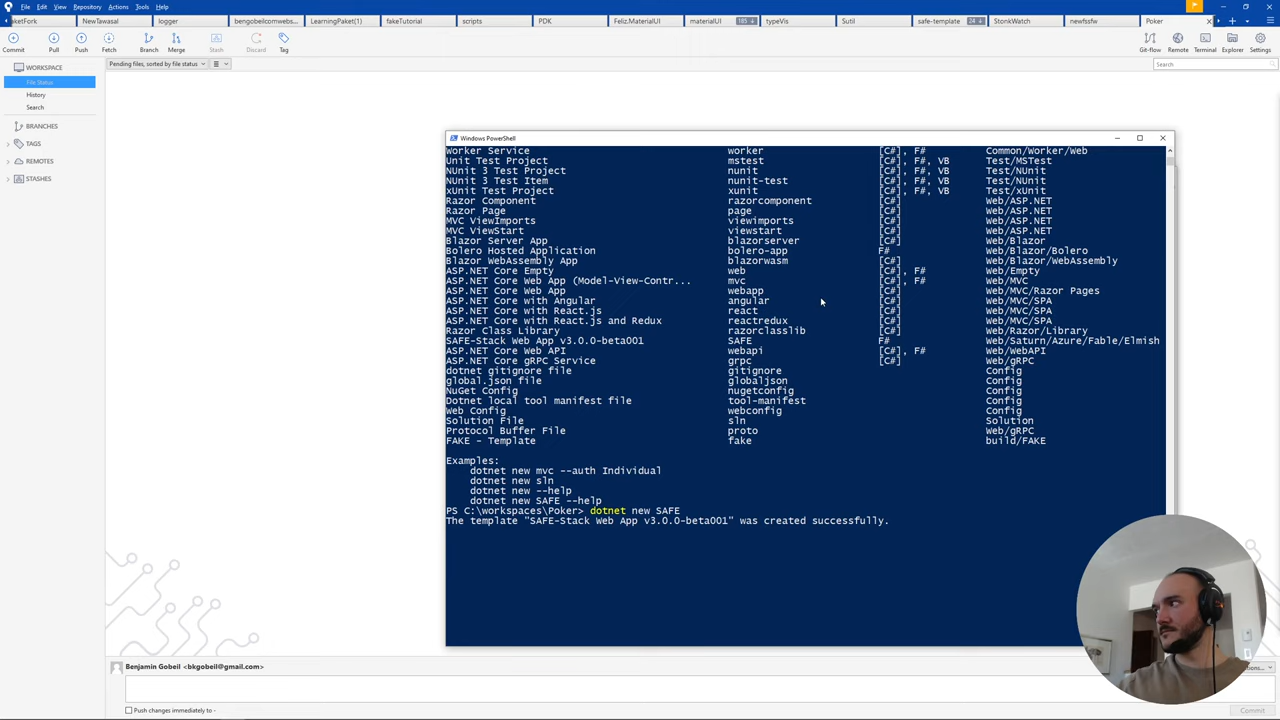 File Edit View Repository Actions Tools Help
ketFork NewTawasal logger bengobeilcomwebs... LearningPaket(1) fakeTutorial scripts PDK Feliz.MaterialUI materialUI 185 typeVis Sutil safe-template 24 StonkWatch newfssfw Poker
Commit Pull Push Fetch Branch Merge Stash Discard Tag Git-flow Remote Terminal Explorer Settings
WORKSPACE
Pending files, sorted by file status
Search
File Status
History
Search
BRANCHES
TAGS
REMOTES
STASHES
Windows PowerShell
Worker Service worker [C#], F# Common/Worker/Web
Unit Test Project mstest [C#], F#, VB Test/MSTest
NUnit 3 Test Project nunit [C#], F#, VB Test/NUnit
NUnit 3 Test Item nunit-test [C#], F#, VB Test/NUnit
xUnit Test Project xunit [C#], F#, VB Test/xUnit
Razor Component razorcomponent [C#] Web/ASP.NET
Razor Page page [C#] Web/ASP.NET
MVC ViewImports viewimports [C#] Web/ASP.NET
MVC ViewStart viewstart [C#] Web/ASP.NET
Blazor Server App blazorserver [C#] Web/Blazor
Bolero Hosted Application bolero-app F# Web/Blazor/Bolero
Blazor WebAssembly App blazorwasm [C#] Web/Blazor/WebAssembly
ASP.NET Core Empty web [C#], F# Web/Empty
ASP.NET Core Web App (Model-View-Contr... mvc [C#], F# Web/MVC
ASP.NET Core Web App webapp [C#] Web/MVC/Razor Pages
ASP.NET Core with Angular angular [C#] Web/MVC/SPA
ASP.NET Core with React.js react [C#] Web/MVC/SPA
ASP.NET Core with React.js and Redux reactredux [C#] Web/MVC/SPA
Razor Class Library razorclasslib [C#] Web/Razor/Library
SAFE-Stack Web App v3.0.0-beta001 SAFE F# Web/Saturn/Azure/Fable/Elmish
ASP.NET Core Web API webapi [C#], F# Web/WebAPI
ASP.NET Core gRPC Service grpc [C#] Web/gRPC
dotnet gitignore file gitignore Config
global.json file globaljson Config
NuGet Config nugetconfig Config
Dotnet local tool manifest file tool-manifest Config
Web Config webconfig Config
Solution File sln Solution
Protocol Buffer File proto Web/gRPC
FAKE - Template fake build/FAKE
Examples:
dotnet new mvc --auth Individual
dotnet new sln
dotnet new --help
dotnet new SAFE --help
PS C:\workspaces\Poker> dotnet new SAFE
The template "SAFE-Stack Web App v3.0.0-beta001" was created successfully.
Benjamin Gobeil <bkgobeil@gmail.com>
Push changes immediately to -
Commit